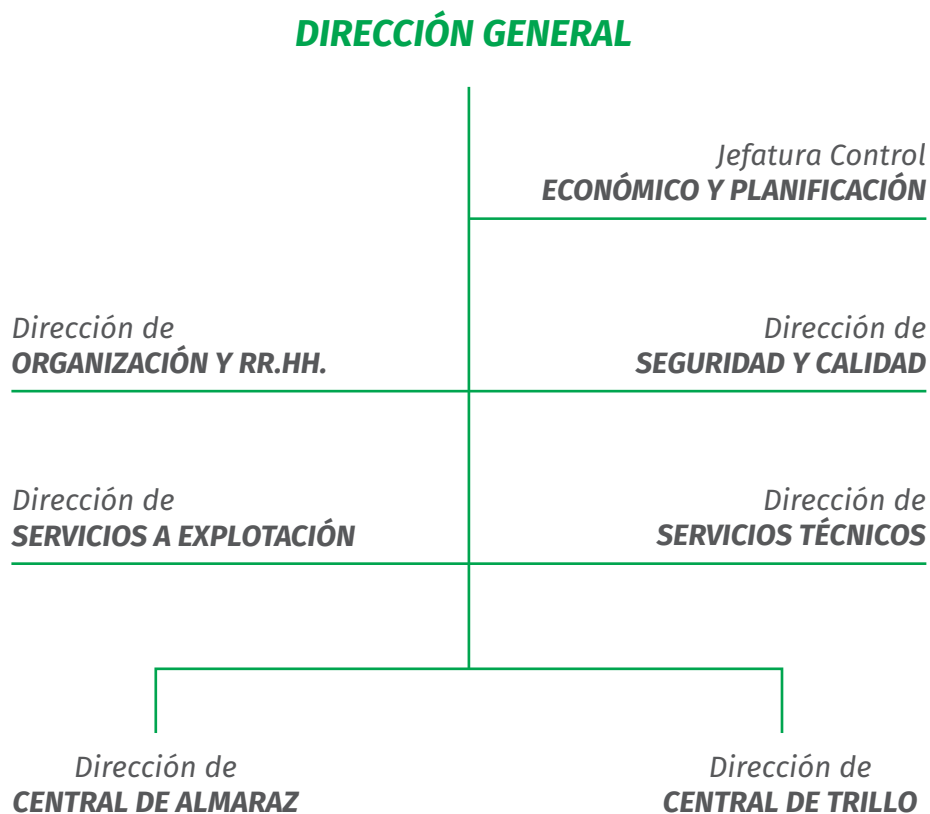 DIRECCIÓN GENERAL
Jefatura Control
ECONÓMICO Y PLANIFICACIÓN
Dirección de
ORGANIZACIÓN Y RR.HH.
Dirección de
SEGURIDAD Y CALIDAD
Dirección de
SERVICIOS A EXPLOTACIÓN
Dirección de
SERVICIOS TÉCNICOS
Dirección de
CENTRAL DE ALMARAZ
Dirección de
CENTRAL DE TRILLO